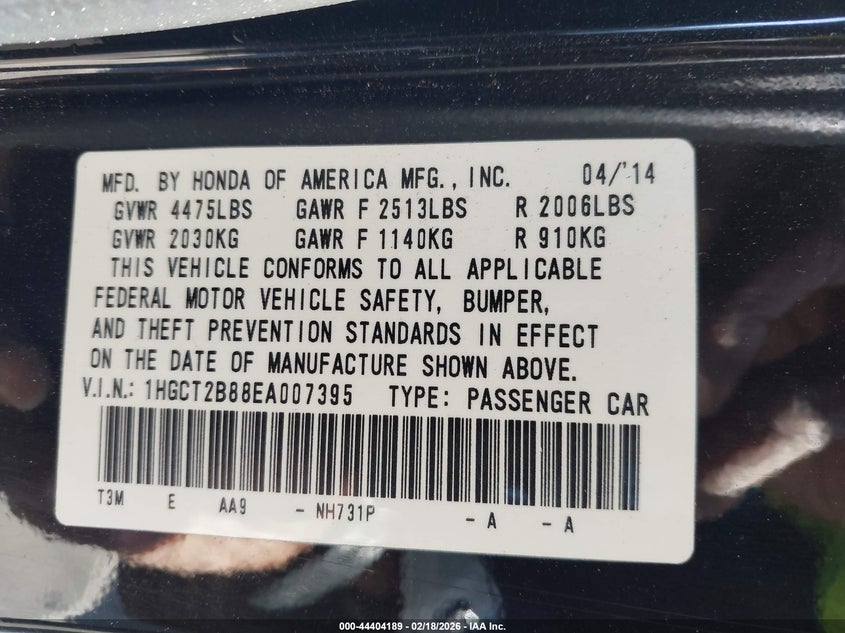 MFD. BY HONDA OF AMERICA MFG., INC. 04/'14
GVWR 4475LBS GAWR F 2513LBS R 2006LBS
GVWR 2030KG GAWR F 1140KG R 910KG
THIS VEHICLE CONFORMS TO ALL APPLICABLE
FEDERAL MOTOR VEHICLE SAFETY, BUMPER,
AND THEFT PREVENTION STANDARDS IN EFFECT
ON THE DATE OF MANUFACTURE SHOWN ABOVE.
V.I.N.: 1HGCT2B88EA007395 TYPE: PASSENGER CAR
T3M E AA9 - NH731P - A - A
000-44404189 - 02/18/2026 - IAA Inc.